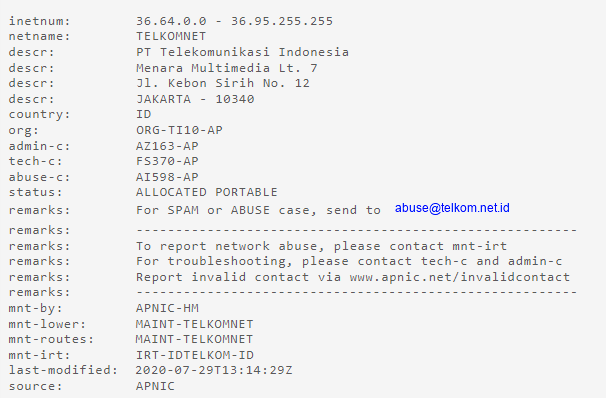 inetnum: 36.64.0.0 - 36.95.255.255
netname: TELKOMNET
descr: PT Telekomunikasi Indonesia
descr: Menara Multimedia Lt. 7
descr: Jl. Kebon Sirih No. 12
descr: JAKARTA - 10340
country: ID
org: ORG-TI10-AP
admin-c: AZ163-AP
tech-c: FS370-AP
abuse-c: AI598-AP
status: ALLOCATED PORTABLE
remarks: For SPAM or ABUSE case, send to abuse@telkom.net.id
remarks: --------------------------------------------------------
remarks: To report network abuse, please contact mnt-irt
remarks: For troubleshooting, please contact tech-c and admin-c
remarks: Report invalid contact via www.apnic.net/invalidcontact
remarks: --------------------------------------------------------
mnt-by: APNIC-HM
mnt-lower: MAINT-TELKOMNET
mnt-routes: MAINT-TELKOMNET
mnt-irt: IRT-IDTELKOM-ID
last-modified: 2020-07-29T13:14:29Z
source: APNIC